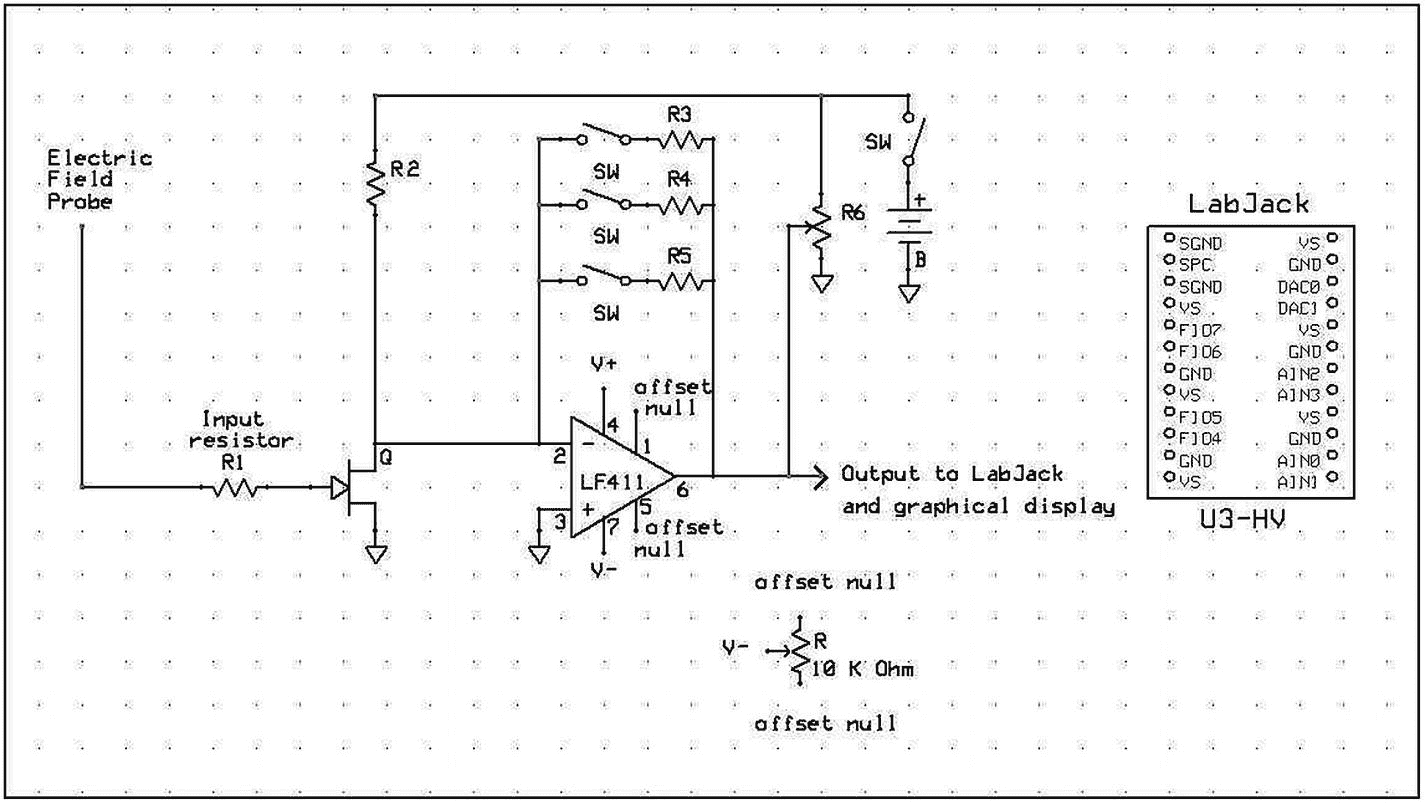 Electric
Field
Probe
R2
SW
R3
SW
R4
SW
R5
SW
R6
+
B
Input
resistor
R1
Q
V+
offset
null
4
1
2
-
LF411
6
3
+
7
5
offset
null
V-
Output to LabJack
and graphical display
offset null
V-
R
10 K Ohm
offset null
LabJack
SGND VS
SPC GND
SGND DAC0
VS DAC1
FIO7 VS
FIO6 GND
GND AIN2
VS AIN3
FIO5 VS
FIO4 GND
GND AIN0
VS AIN1
U3-HV